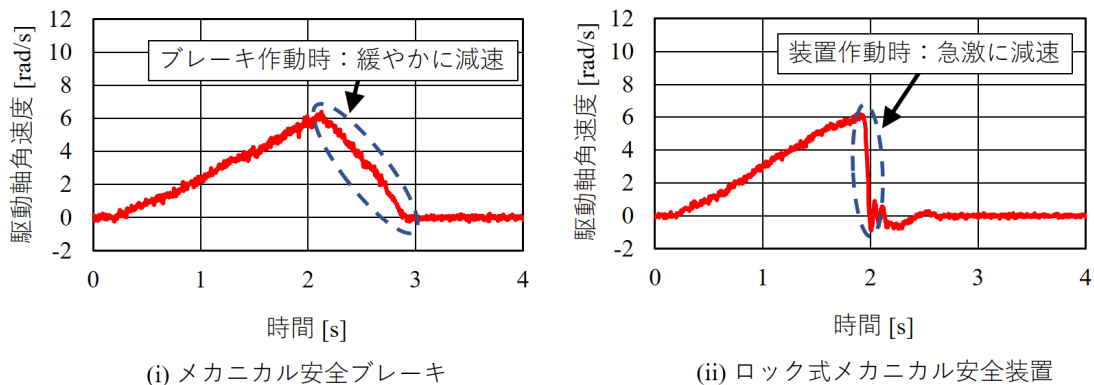 駆動軸角速度 [rad/s]
12
10
8
6
4
2
0
-2
ブレーキ作動時：緩やかに減速
0 1 2 3 4
時間 [s]
(i) メカニカル安全ブレーキ
駆動軸角速度 [rad/s]
12
10
8
6
4
2
0
-2
装置作動時：急激に減速
0 1 2 3 4
時間 [s]
(ii) ロック式メカニカル安全装置